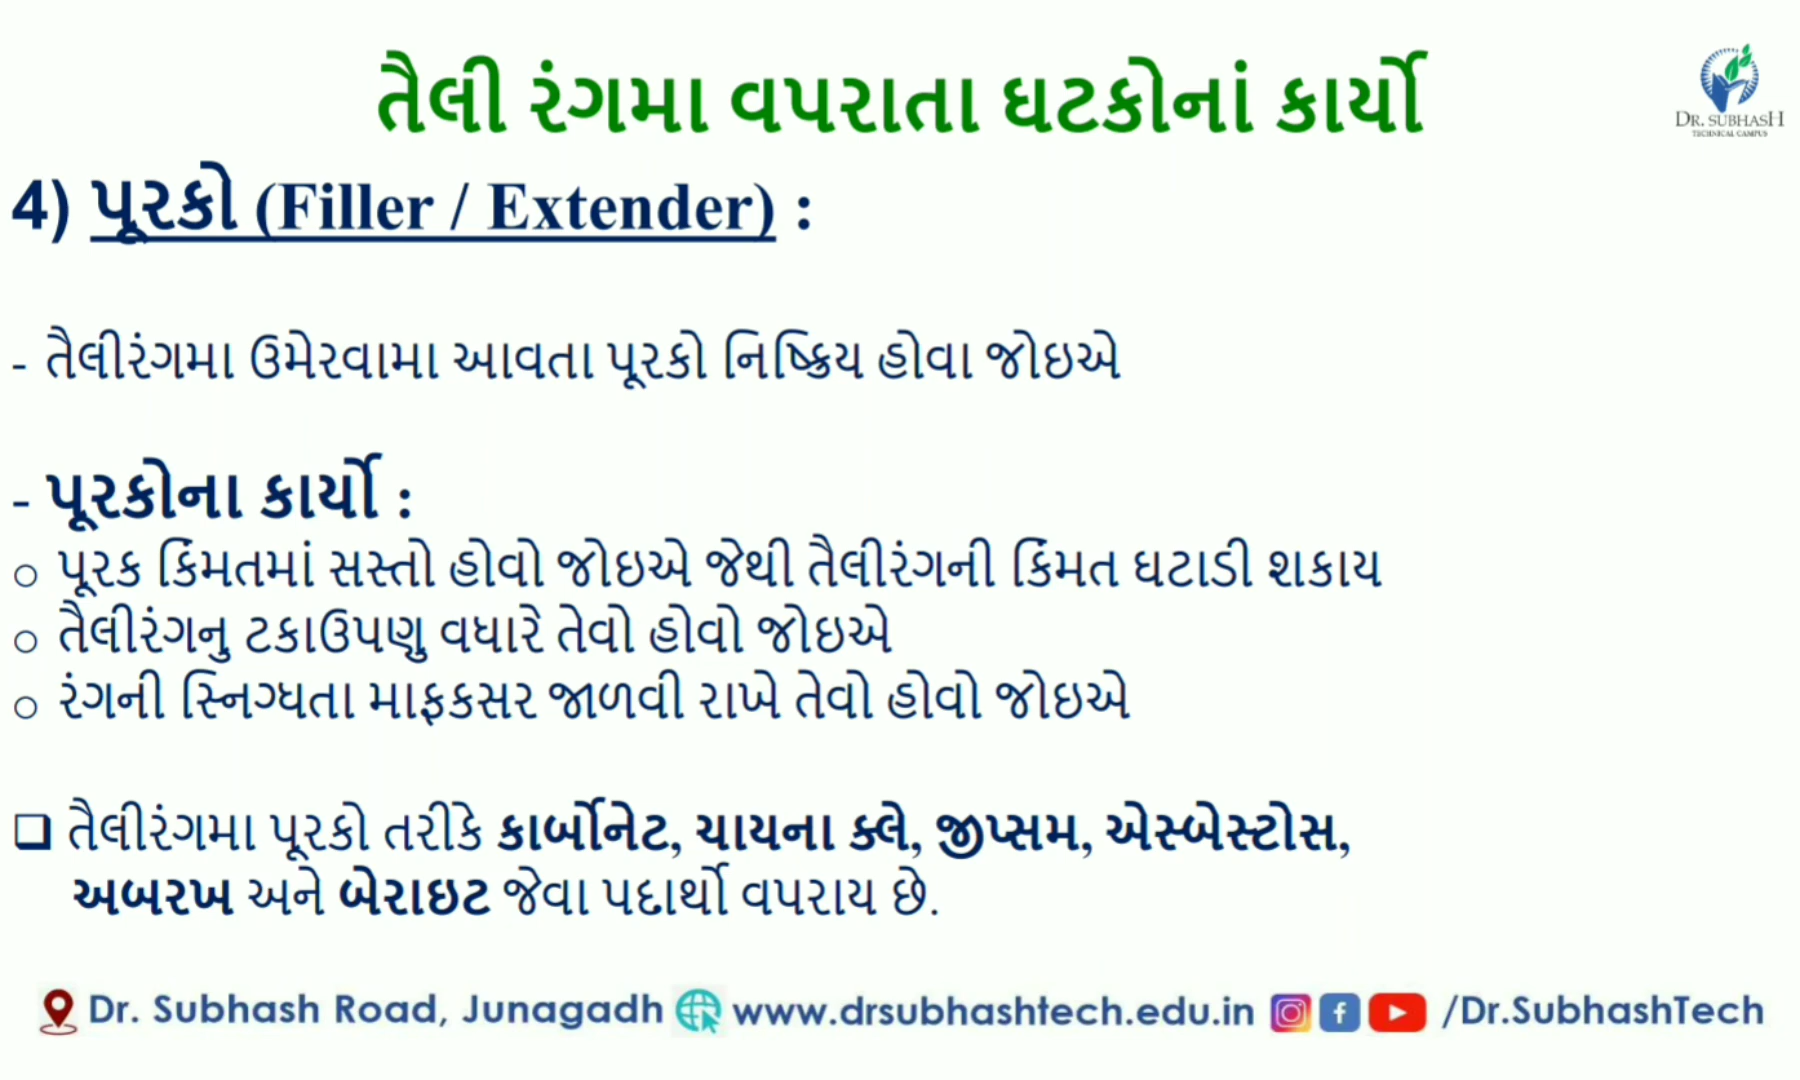 તૈલી રંગમા વપરાતા ઘટકોનાં કાર્યો
DR. SUBHASH
TECHNICAL CAMPUS
4) પૂરકો (Filler / Extender) :
- તૈલીરંગમા ઉમેરવામા આવતા પૂરકો નિષ્ક્રિય હોવા જોઇએ
- પૂરકોના કાર્યો :
○ પૂરક કિંમતમાં સસ્તો હોવો જોઇએ જેથી તૈલીરંગની કિંમત ઘટાડી શકાય
○ તૈલીરંગનુ ટકાઉપણુ વધારે તેવો હોવો જોઇએ
○ રંગની સ્નિગ્ધતા માફકસર જાળવી રાખે તેવો હોવો જોઇએ
❑ તૈલીરંગમા પૂરકો તરીકે કાર્બોનેટ, ચાયના ક્લે, જીપ્સમ, એસ્બેસ્ટોસ,
અબરખ અને બેરાઇટ જેવા પદાર્થો વપરાય છે.
Dr. Subhash Road, Junagadh www.drsubhashtech.edu.in /Dr.SubhashTech